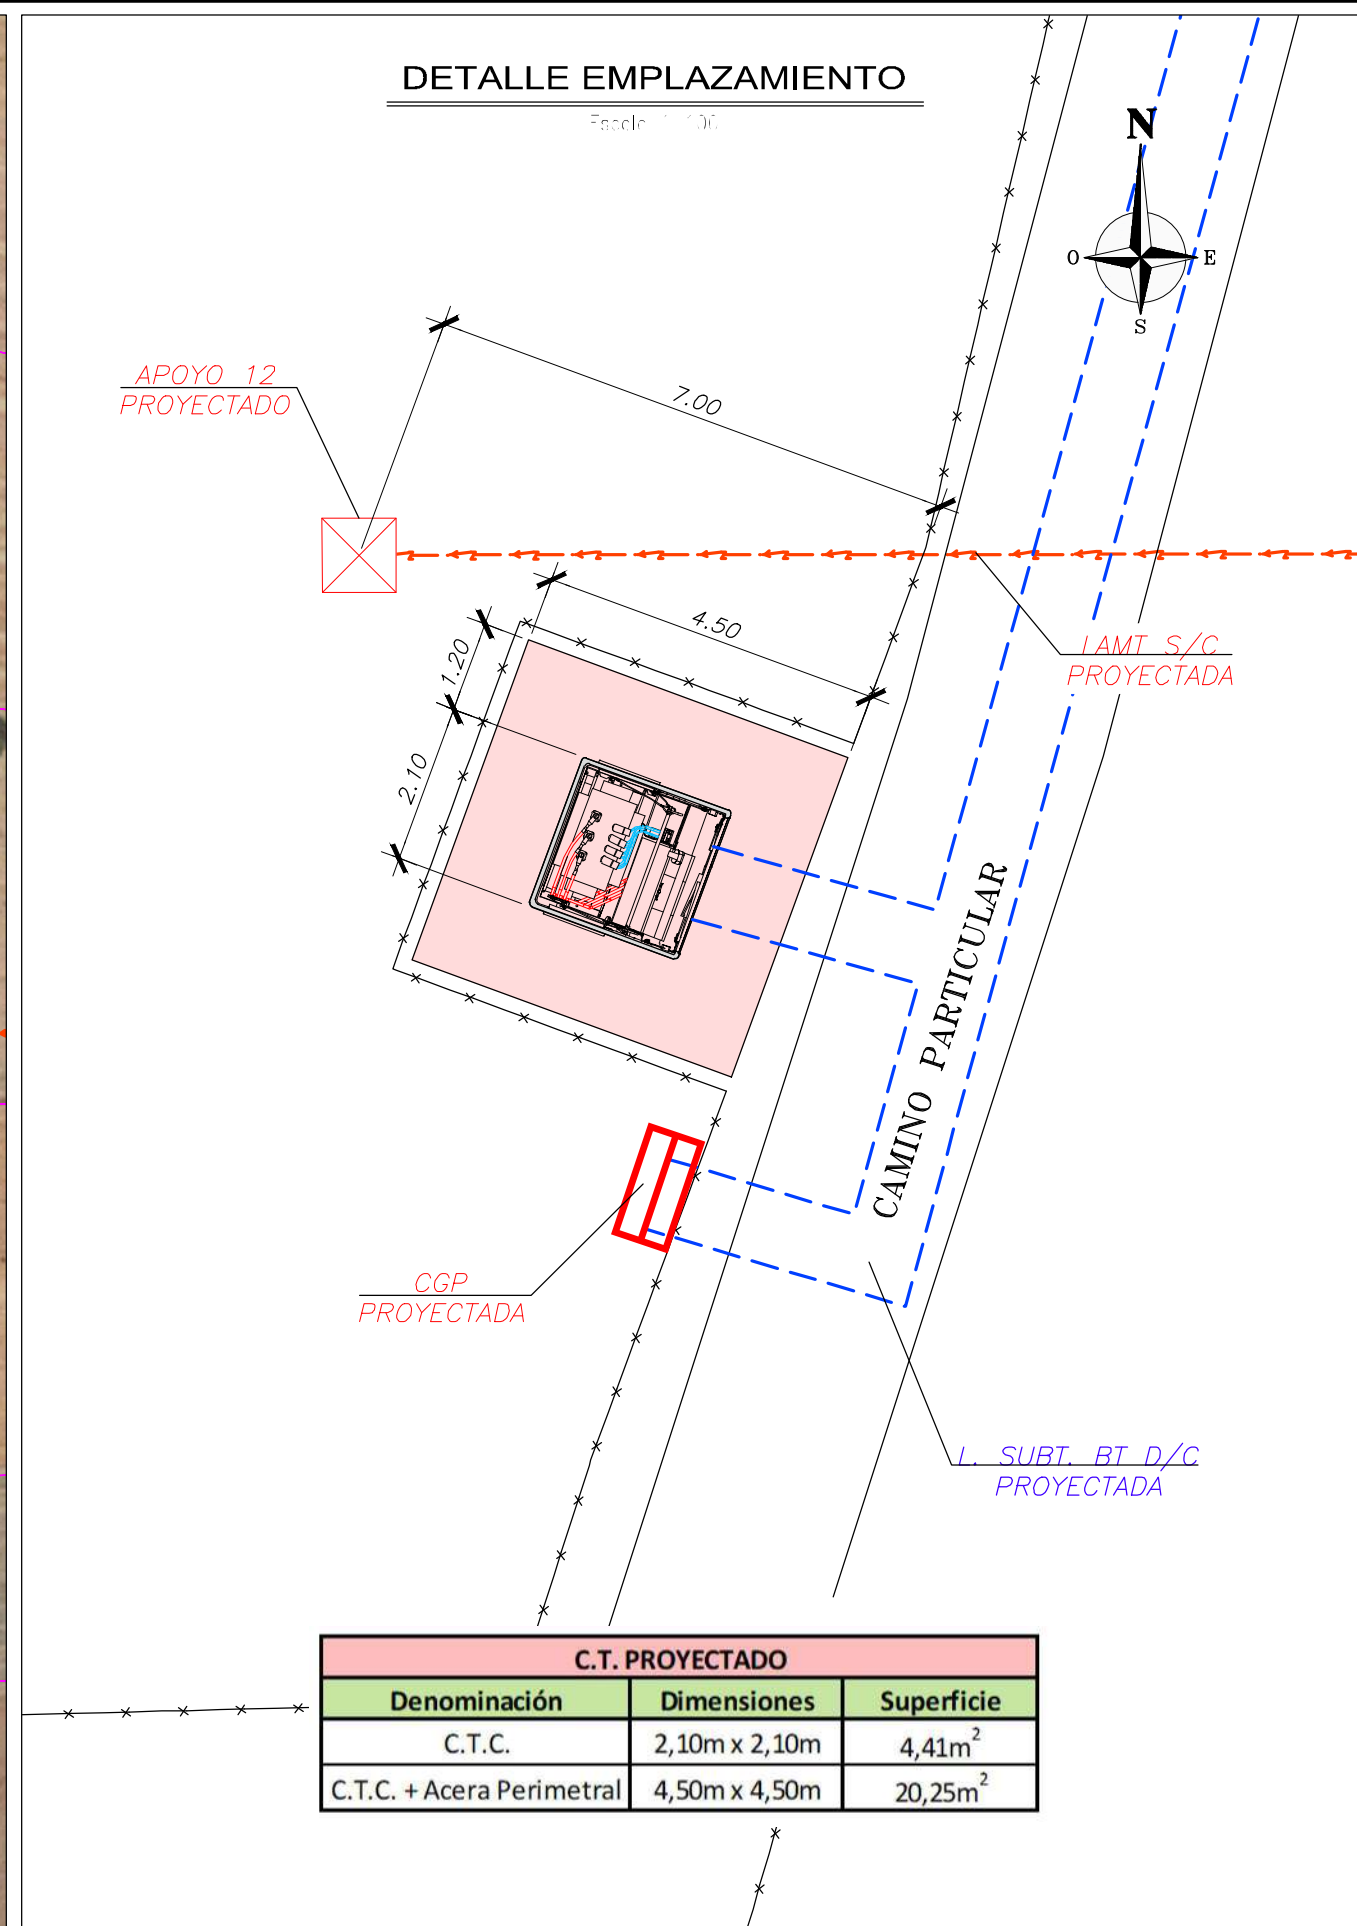 DETALLE EMPLAZAMIENTO
N
O
E
S
APOYO 12
PROYECTADO
7.00
4.50
1.20
2.10
LAMT S/C
PROYECTADA
CAMINO PARTICULAR
CGP
PROYECTADA
L. SUBT. BT D/C
PROYECTADA
C.T. PROYECTADO
Denominación Dimensiones Superficie
C.T.C. 2,10m x 2,10m 4,41m²
C.T.C. + Acera Perimetral 4,50m x 4,50m 20,25m²